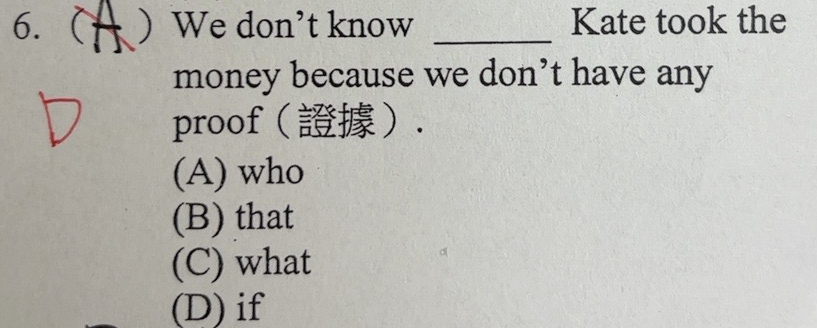 6. (A) We don't know ______ Kate took the
money because we don't have any
D proof（證據）.
(A) who
(B) that
(C) what
(D) if